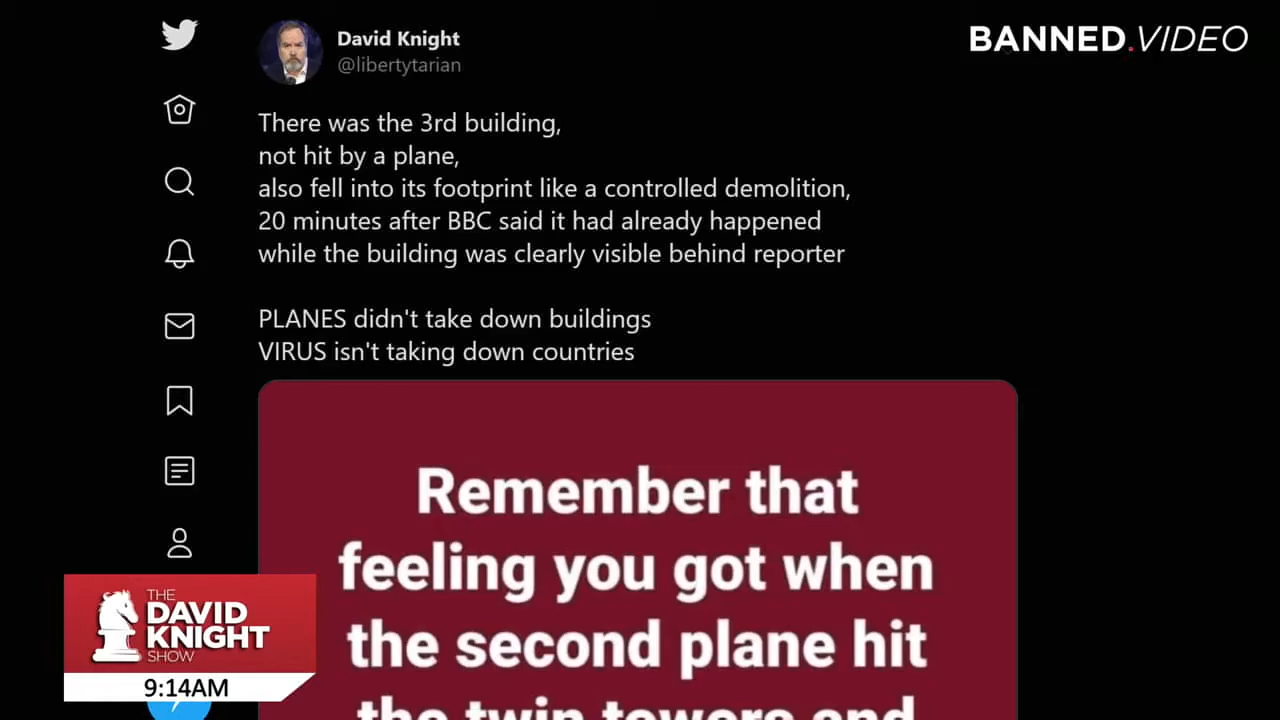 BANNED.VIDEO
David Knight
@libertytarian
There was the 3rd building,
not hit by a plane,
also fell into its footprint like a controlled demolition,
20 minutes after BBC said it had already happened
while the building was clearly visible behind reporter
PLANES didn't take down buildings
VIRUS isn't taking down countries
Remember that
feeling you got when
the second plane hit
the twin towers and
THE
DAVID
KNIGHT
SHOW
9:14AM